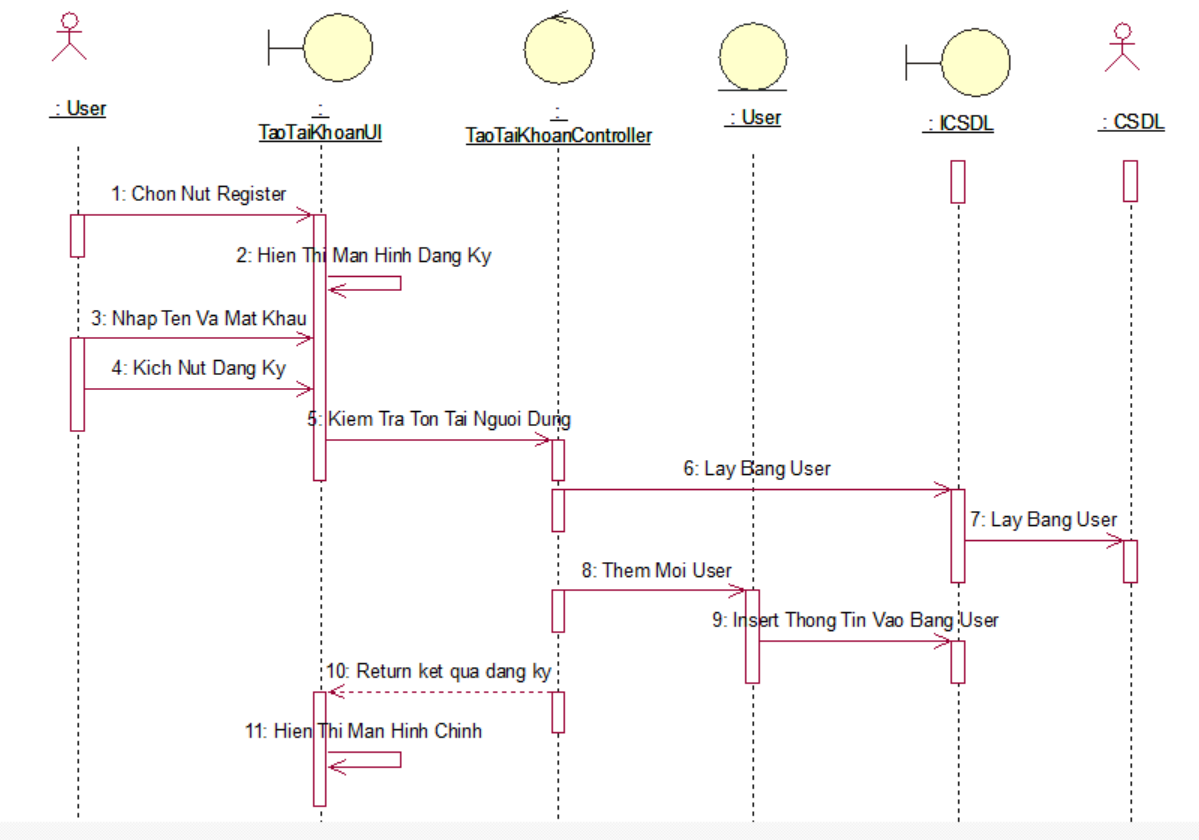 : User
:
TaoTaiKhoanUI
:
TaoTaiKhoanController
: User
: ICSDL
: CSDL
1: Chon Nut Register
2: Hien Thi Man Hinh Dang Ky
3: Nhap Ten Va Mat Khau
4: Kich Nut Dang Ky
5: Kiem Tra Ton Tai Nguoi Dung
6: Lay Bang User
7: Lay Bang User
8: Them Moi User
9: Insert Thong Tin Vao Bang User
10: Return ket qua dang ky
11: Hien Thi Man Hinh Chinh